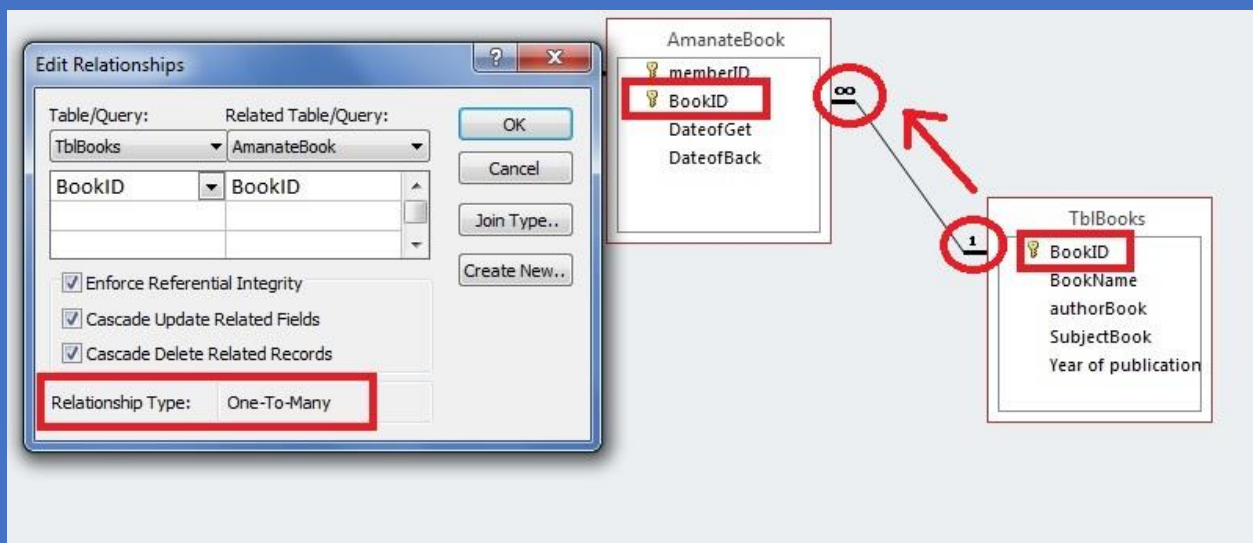 Edit Relationships
Table/Query: Related Table/Query:
TblBooks AmanateBook
BookID BookID
Enforce Referential Integrity
Cascade Update Related Fields
Cascade Delete Related Records
Relationship Type: One-To-Many
OK
Cancel
Join Type..
Create New..
AmanateBook
memberID
BookID
DateofGet
DateofBack
∞
1
TblBooks
BookID
BookName
authorBook
SubjectBook
Year of publication